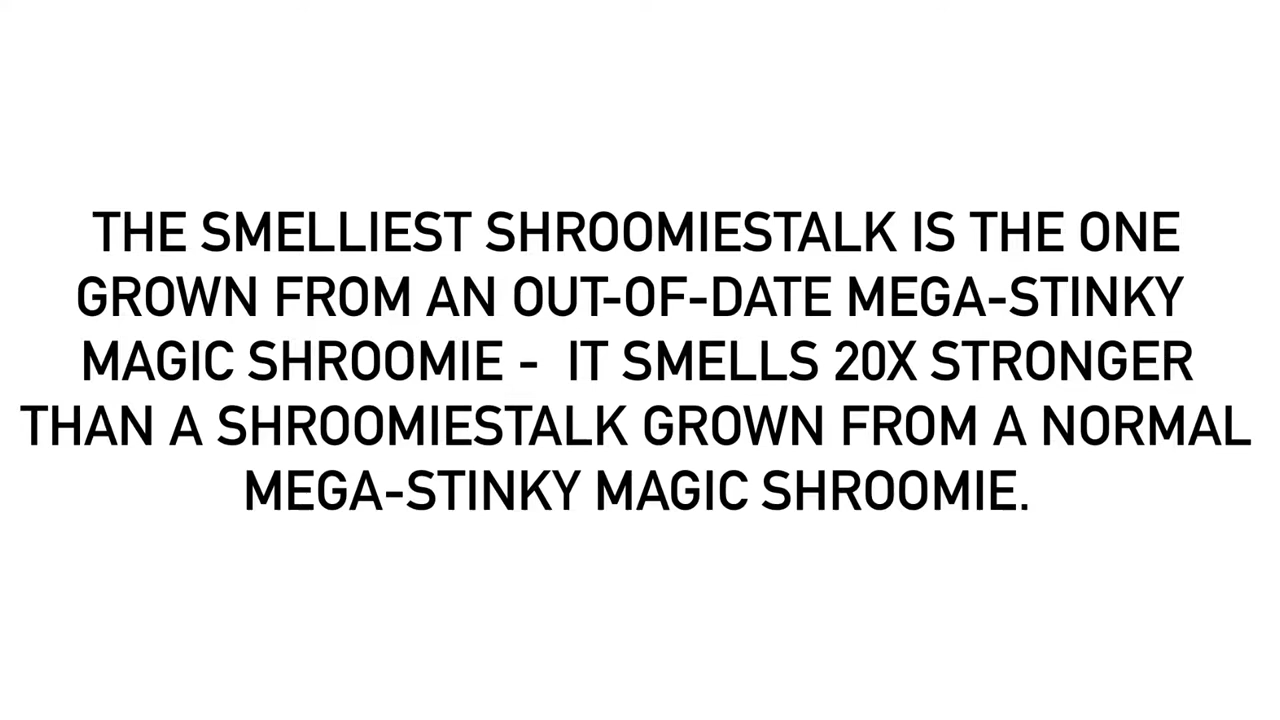 THE SMELLIEST SHROOMIESTALK IS THE ONE
GROWN FROM AN OUT-OF-DATE MEGA-STINKY
MAGIC SHROOMIE -  IT SMELLS 20X STRONGER
THAN A SHROOMIESTALK GROWN FROM A NORMAL
MEGA-STINKY MAGIC SHROOMIE.